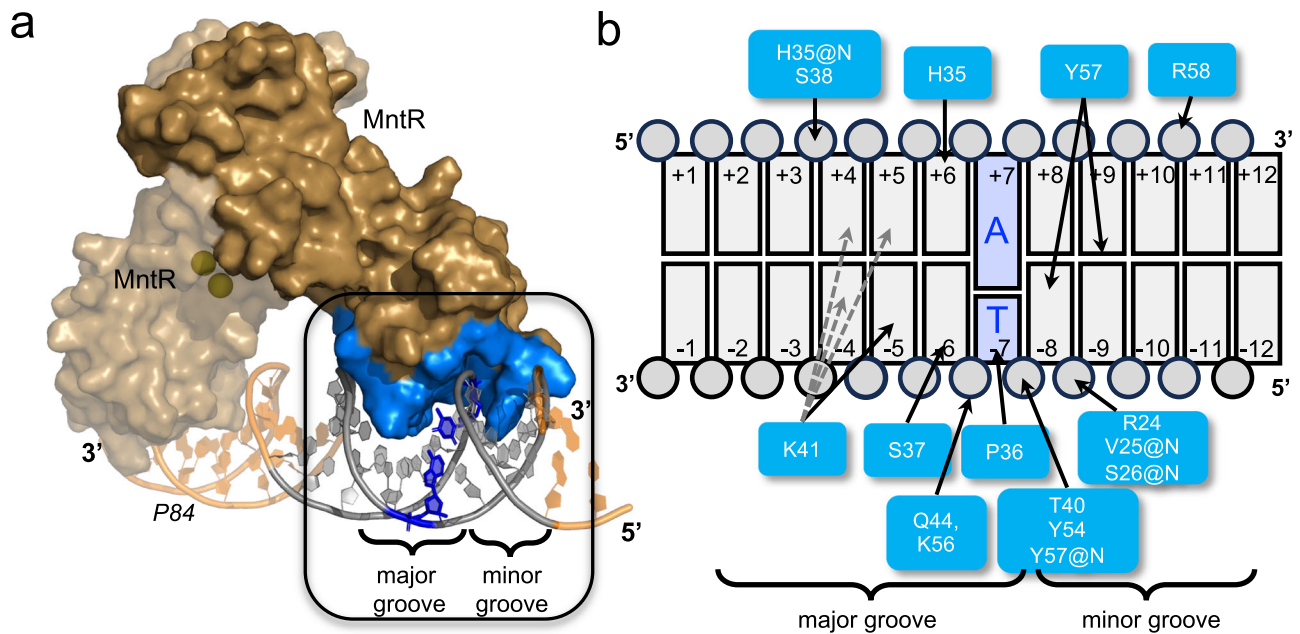 a
MntR
MntR
3’
3’
P84
5’
major
groove
minor
groove
b
H35@N
S38
H35
Y57
R58
5’
3’
+1 +2 +3 +4 +5 +6 +7 +8 +9 +10 +11 +12
A
T
-1 -2 -3 -4 -5 -6 -7 -8 -9 -10 -11 -12
3’
5’
K41
S37
P36
R24
V25@N
S26@N
Q44,
K56
T40
Y54
Y57@N
major groove
minor groove